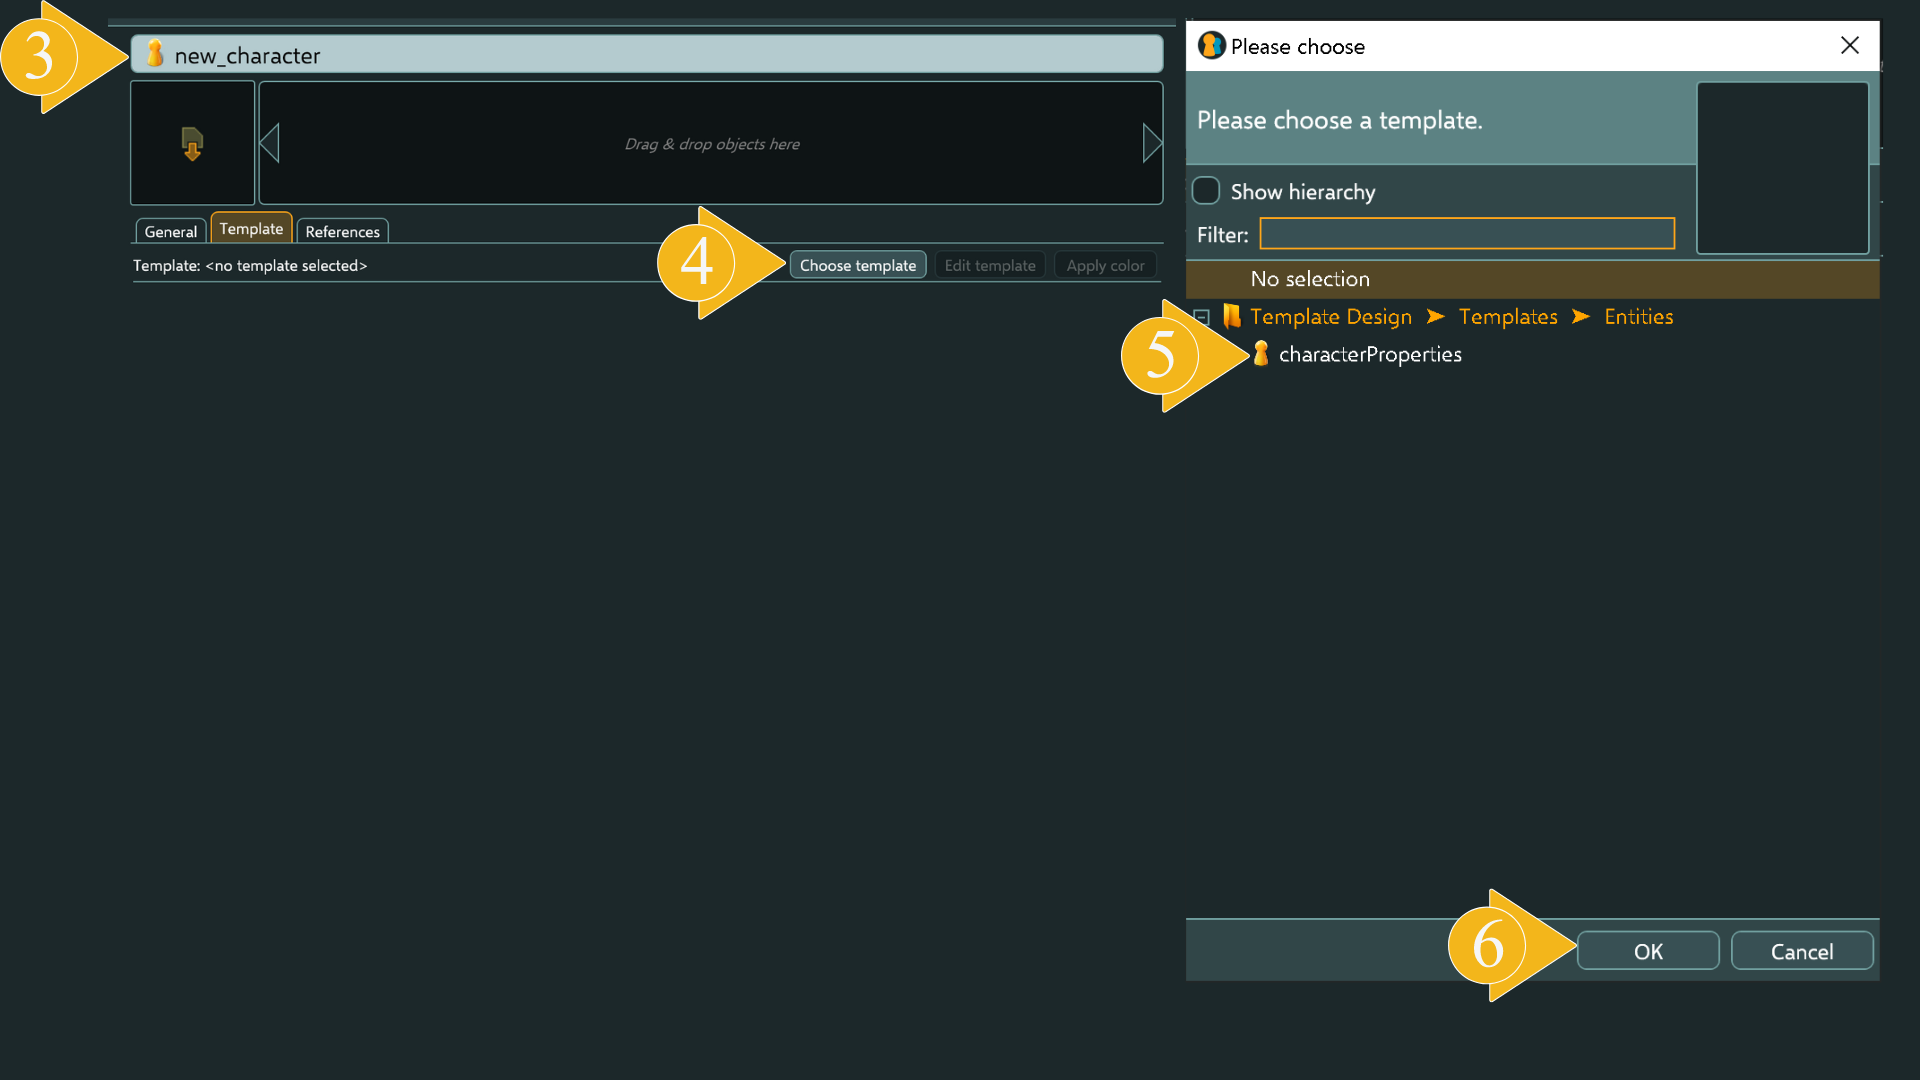 3
new_character
Drag & drop objects here
General
Template
References
Template: <no template selected>
4
Choose template
Edit template
Apply color
Please choose
Please choose a template.
Show hierarchy
Filter:
No selection
Template Design ➤ Templates ➤ Entities
5
characterProperties
6
OK
Cancel